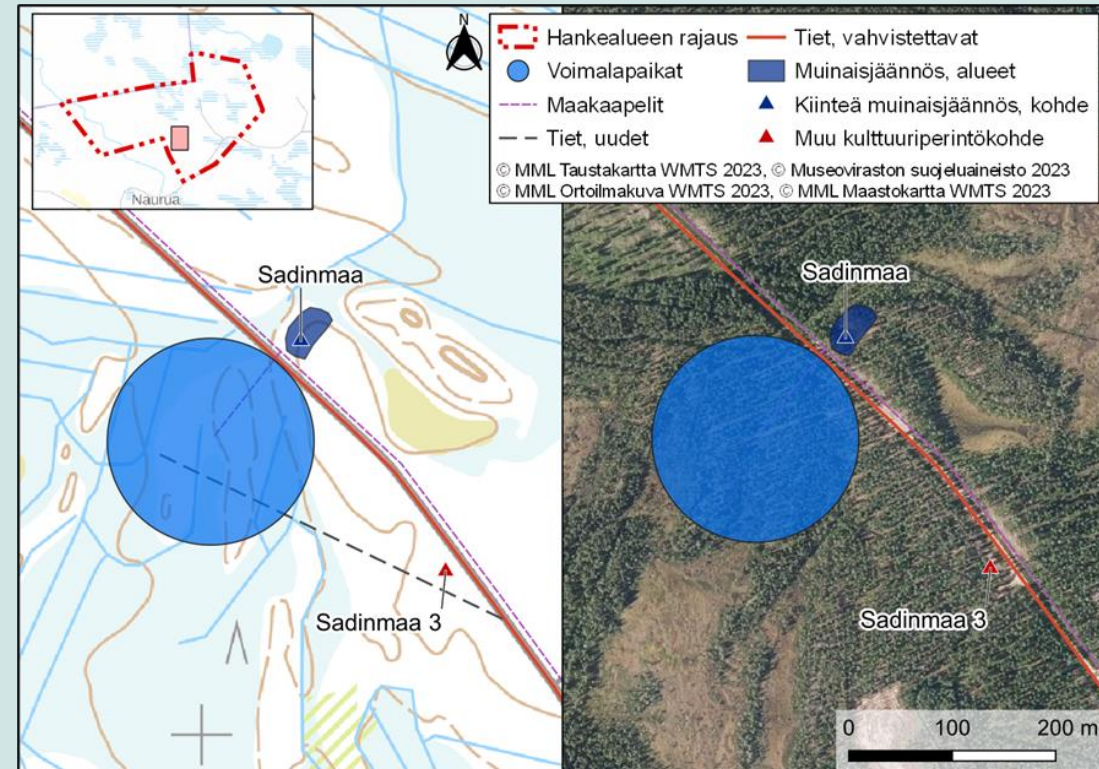 N
Hankealueen rajaus
Voimalapaikat
Maakaapelit
Tiet, uudet
Tiet, vahvistettavat
Muinaisjäännös, alueet
Kiinteä muinaisjäännös, kohde
Muu kulttuuriperintökohde
© MML Taustakartta WMTS 2023, © Museoviraston suojeluaineisto 2023
© MML Ortoilmakuva WMTS 2023, © MML Maastokartta WMTS 2023
Naurua
Sadinmaa
Sadinmaa 3
Sadinmaa
Sadinmaa 3
0 100 200 m